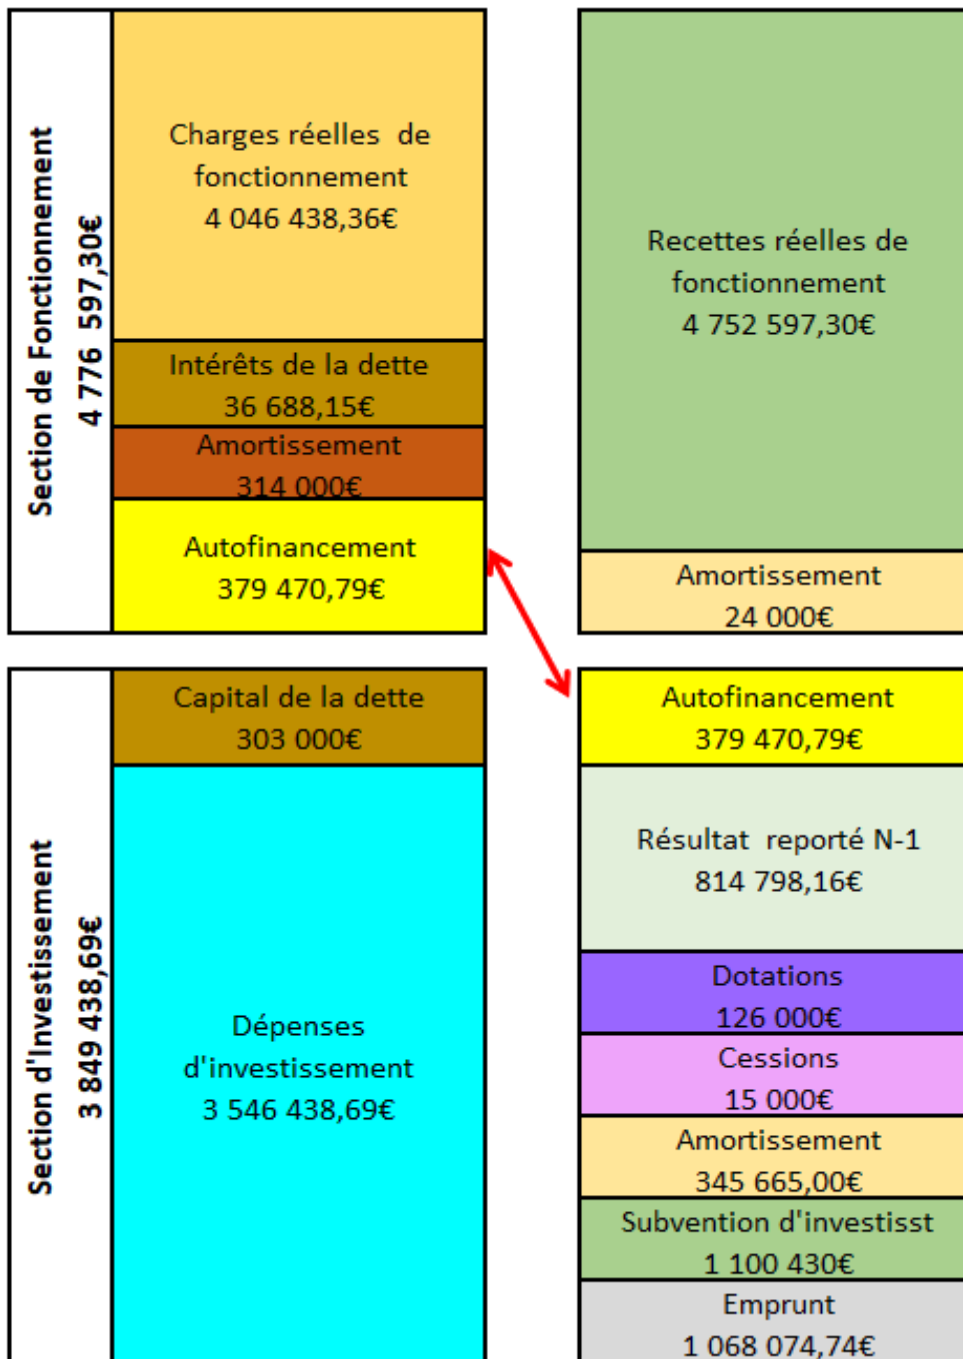 Section de Fonctionnement
4 776 597,30€
Charges réelles de
fonctionnement
4 046 438,36€
Intérêts de la dette
36 688,15€
Amortissement
314 000€
Autofinancement
379 470,79€
Recettes réelles de
fonctionnement
4 752 597,30€
Amortissement
24 000€
Section d'Investissement
3 849 438,69€
Capital de la dette
303 000€
Dépenses
d'investissement
3 546 438,69€
Autofinancement
379 470,79€
Résultat reporté N-1
814 798,16€
Dotations
126 000€
Cessions
15 000€
Amortissement
345 665,00€
Subvention d'investisst
1 100 430€
Emprunt
1 068 074,74€